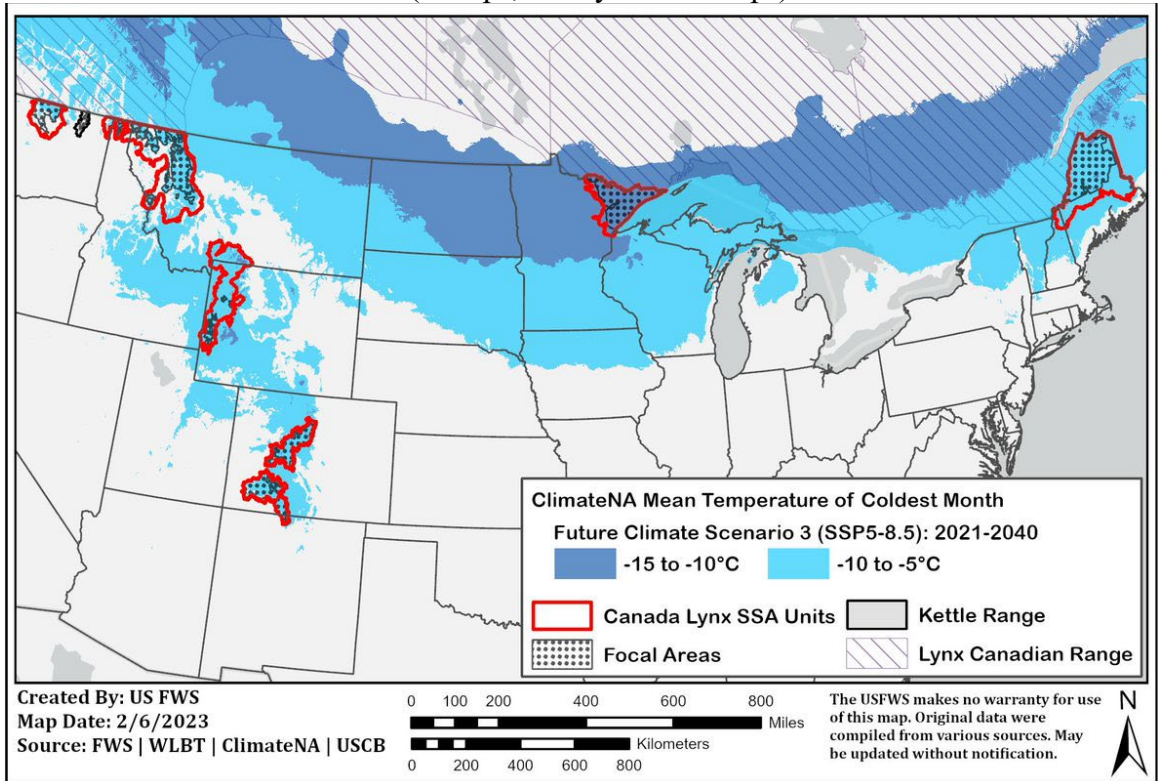 ClimateNA Mean Temperature of Coldest Month
Future Climate Scenario 3 (SSP5-8.5): 2021-2040
-15 to -10°C
-10 to -5°C
Canada Lynx SSA Units
Kettle Range
Focal Areas
Lynx Canadian Range
Created By: US FWS
Map Date: 2/6/2023
Source: FWS | WLBT | ClimateNA | USCB
0 100 200 400 600 800
Miles
Kilometers
0 200 400 600 800
The USFWS makes no warranty for use
of this map. Original data were
compiled from various sources. May
be updated without notification.
N